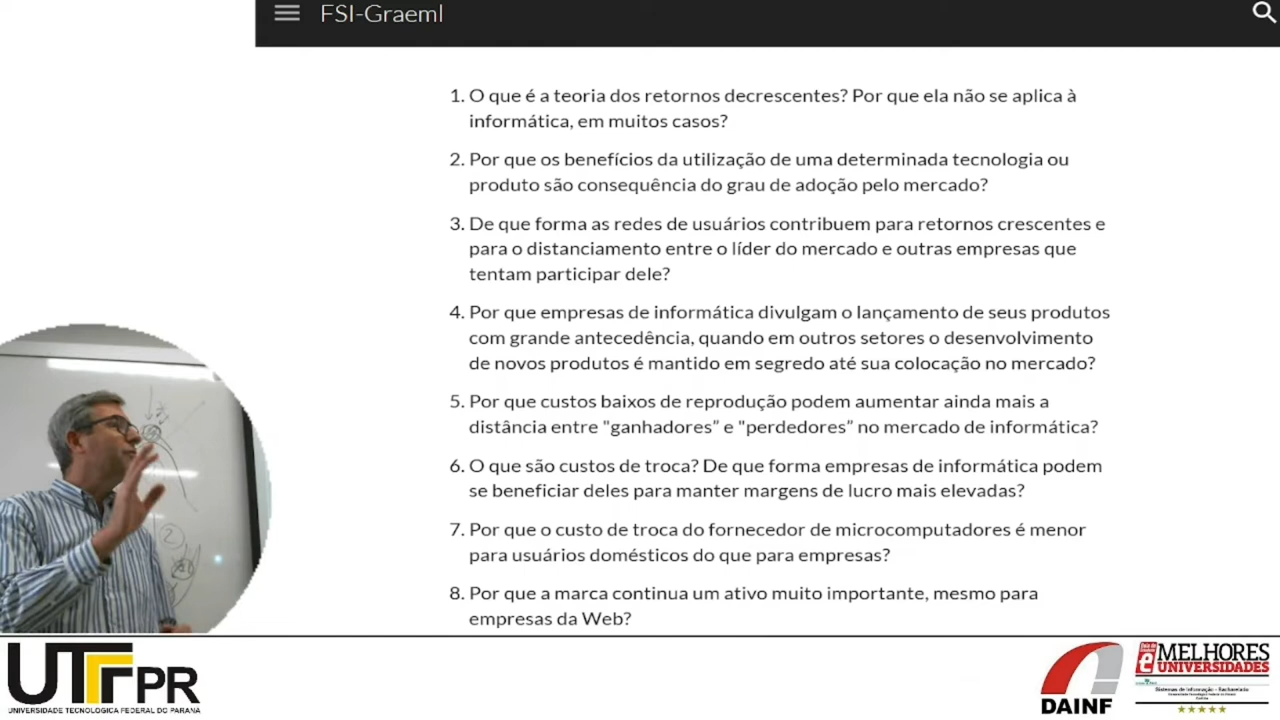 FSI-Graeml
1. O que é a teoria dos retornos decrescentes? Por que ela não se aplica à
informática, em muitos casos?
2. Por que os benefícios da utilização de uma determinada tecnologia ou
produto são consequência do grau de adoção pelo mercado?
3. De que forma as redes de usuários contribuem para retornos crescentes e
para o distanciamento entre o líder do mercado e outras empresas que
tentam participar dele?
4. Por que empresas de informática divulgam o lançamento de seus produtos
com grande antecedência, quando em outros setores o desenvolvimento
de novos produtos é mantido em segredo até sua colocação no mercado?
5. Por que custos baixos de reprodução podem aumentar ainda mais a
distância entre "ganhadores" e "perdedores" no mercado de informática?
6. O que são custos de troca? De que forma empresas de informática podem
se beneficiar deles para manter margens de lucro mais elevadas?
7. Por que o custo de troca do fornecedor de microcomputadores é menor
para usuários domésticos do que para empresas?
8. Por que a marca continua um ativo muito importante, mesmo para
empresas da Web?
UTFPR
UNIVERSIDADE TECNOLÓGICA FEDERAL DO PARANÁ
DAINF
MELHORES
UNIVERSIDADES
Sistemas de Informação - Bacharelado